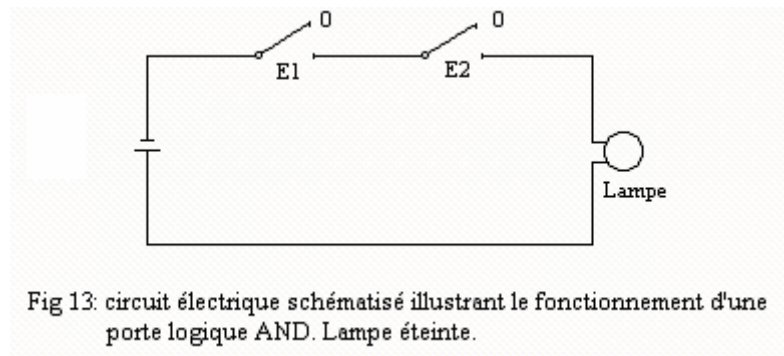 0 0
E1 E2
Lampe
Fig 13: circuit électrique schématisé illustrant le fonctionnement d'une
porte logique AND. Lampe éteinte.